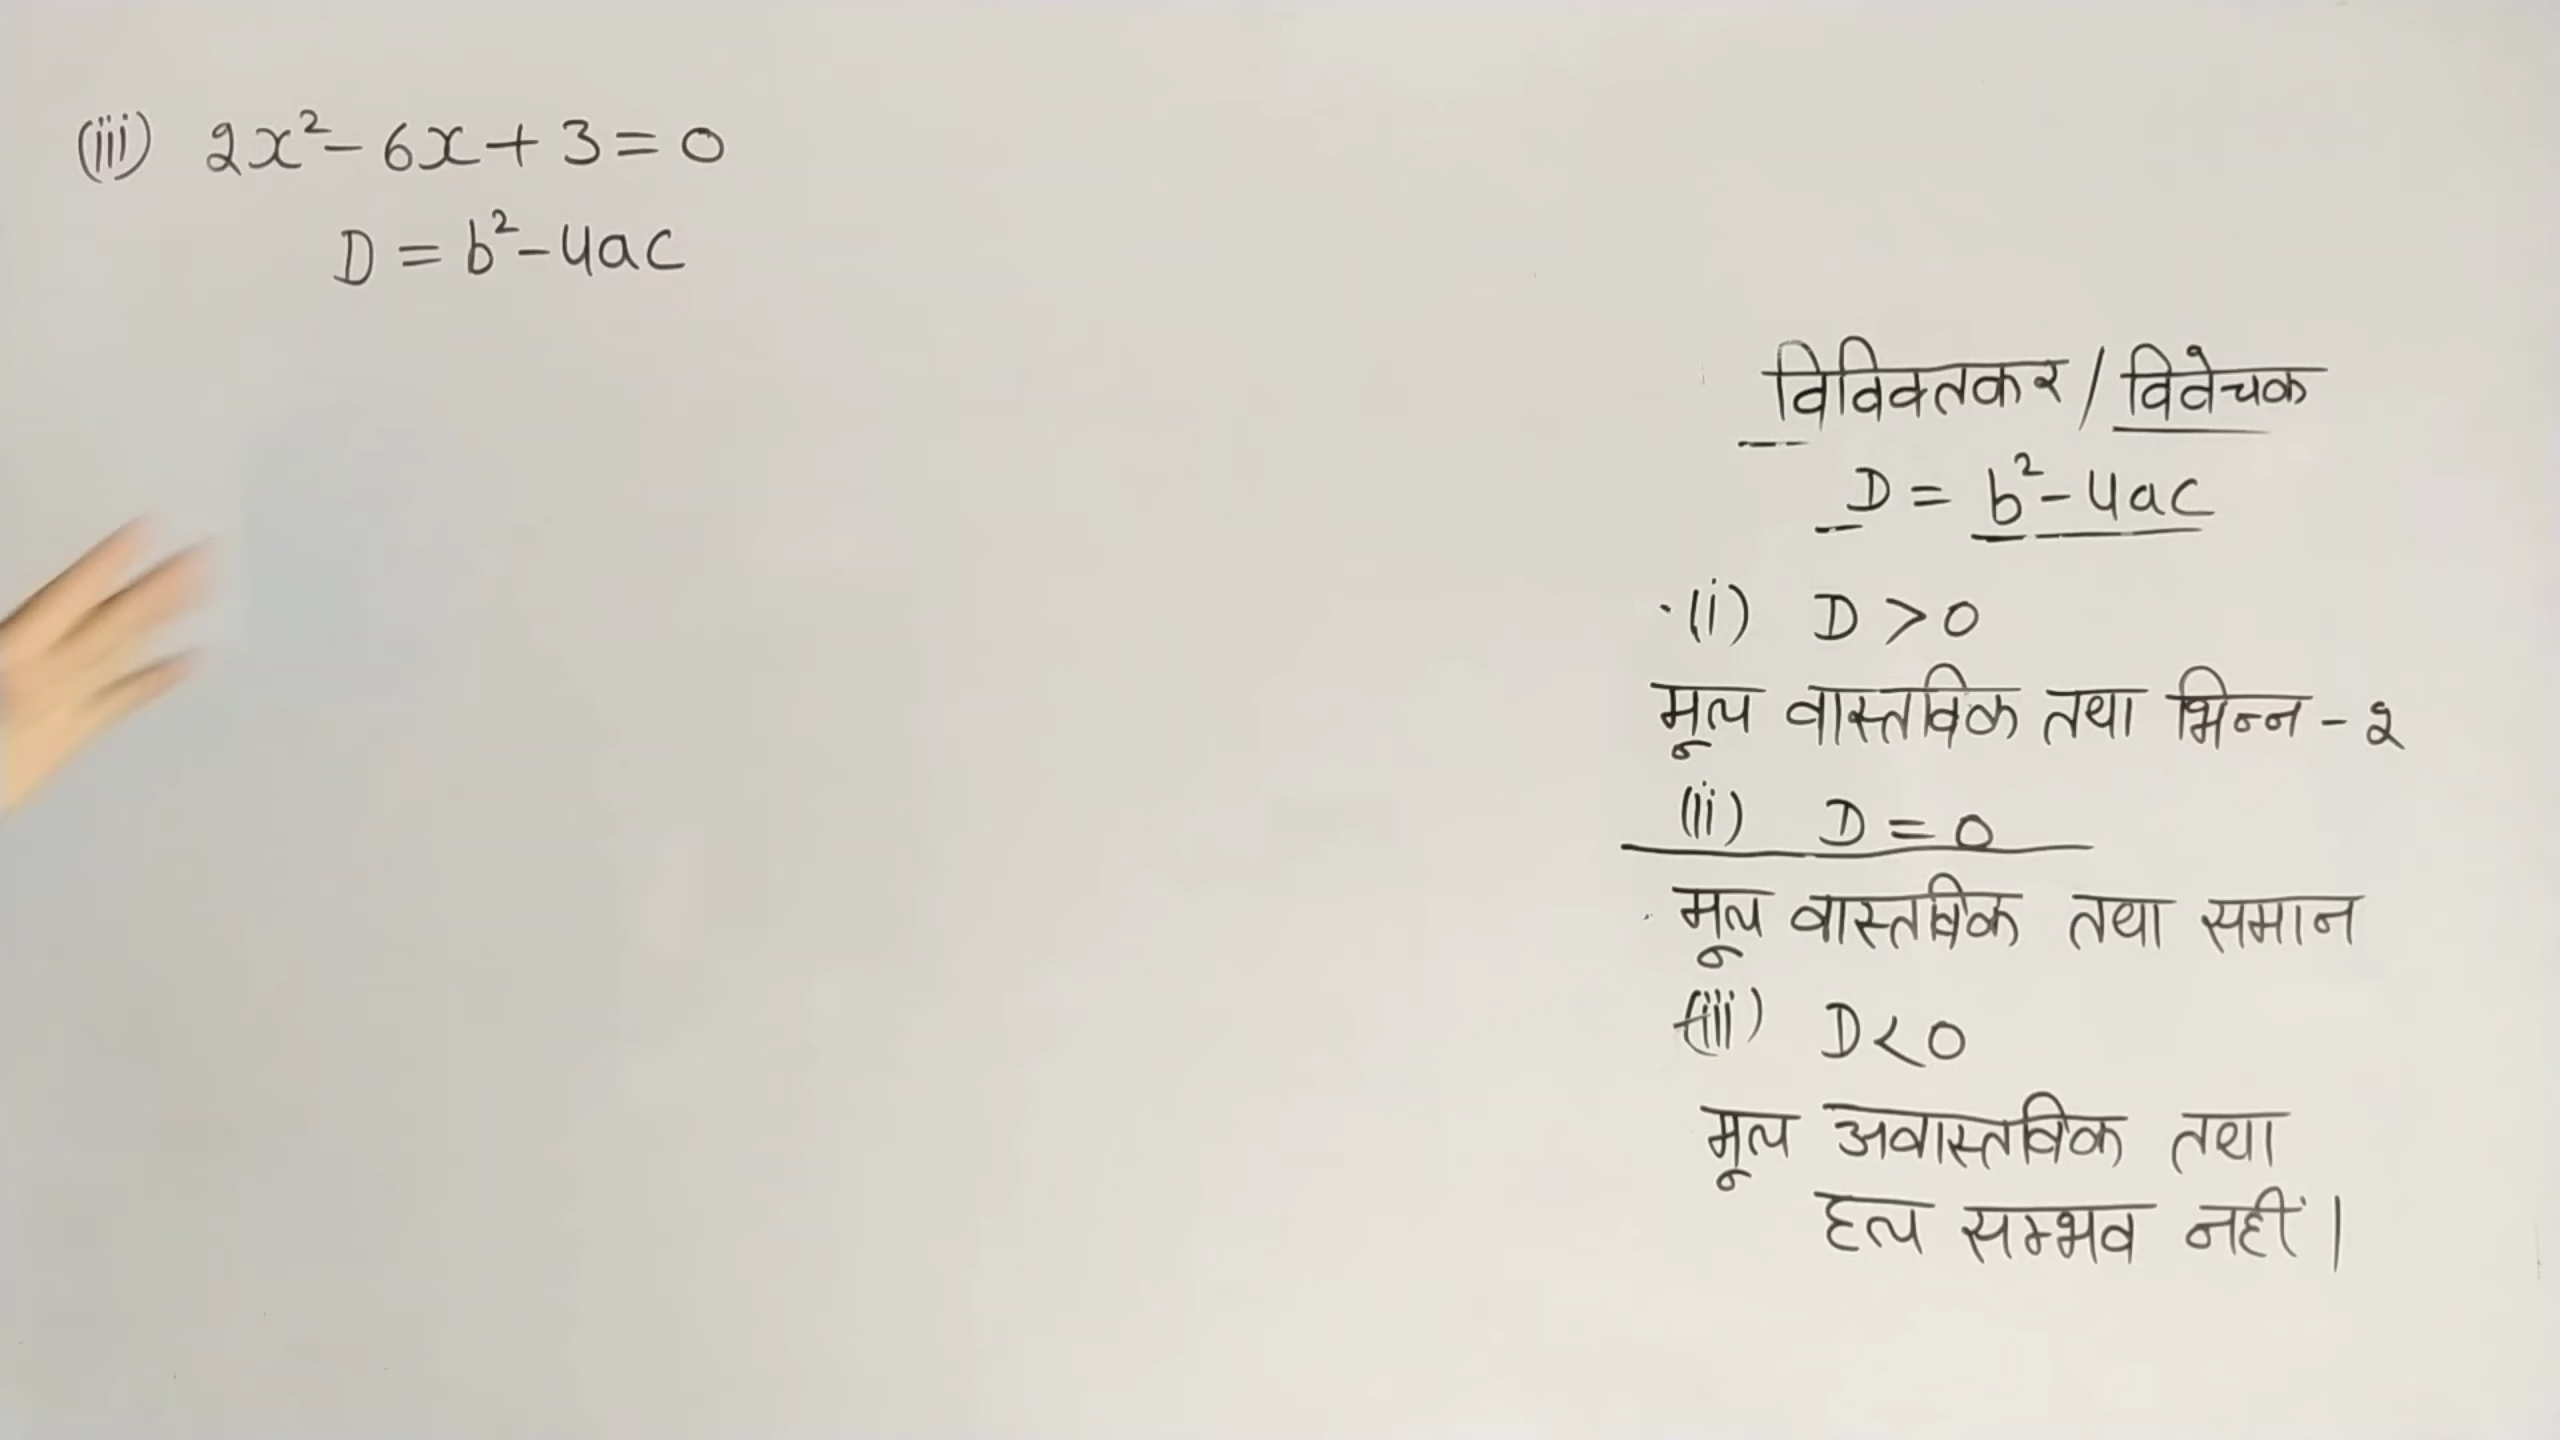 (iii) 2x² - 6x + 3 = 0
D = b² - 4ac
विविक्तकर / विवेचक
D = b² - 4ac
(i) D > 0
मूल वास्तविक तथा भिन्न - २
(ii) D = 0
मूल वास्तविक तथा समान
(iii) D < 0
मूल अवास्तविक तथा
हल सम्भव नहीं।